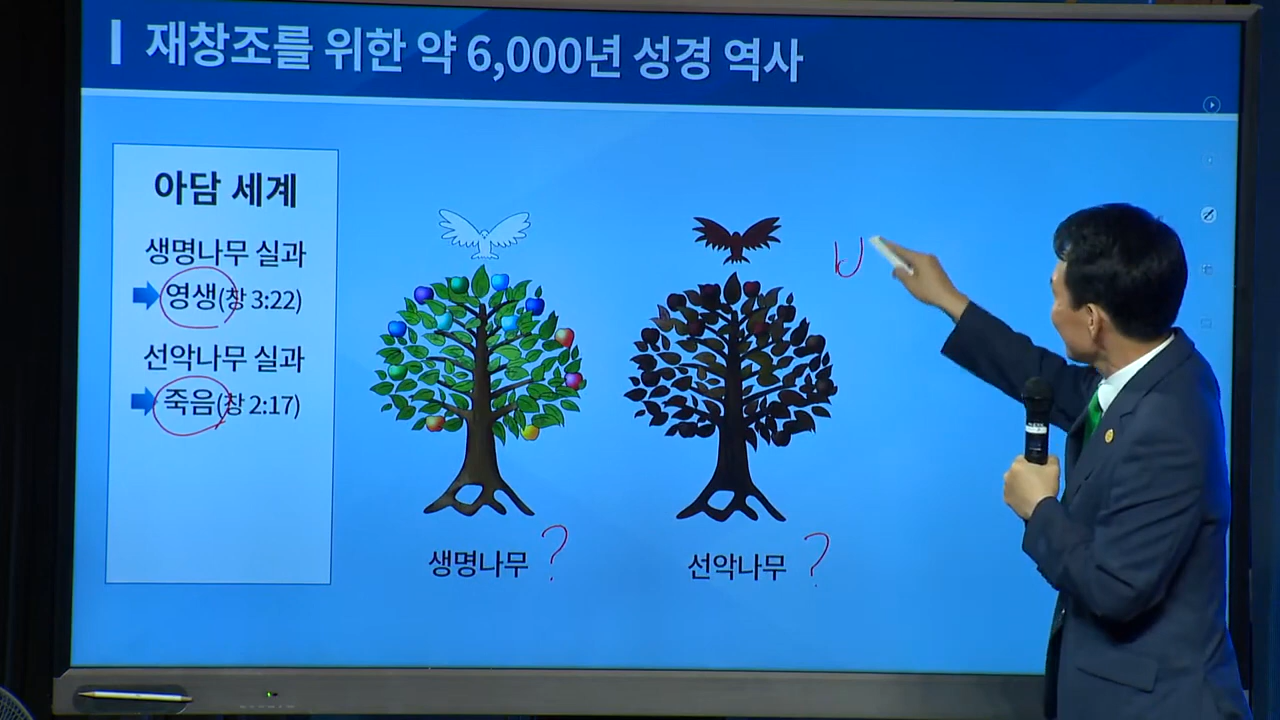 재창조를 위한 약 6,000년 성경 역사
아담 세계
생명나무 실과
영생(창 3:22)
선악나무 실과
죽음(창 2:17)
생명나무 ?
선악나무 ?